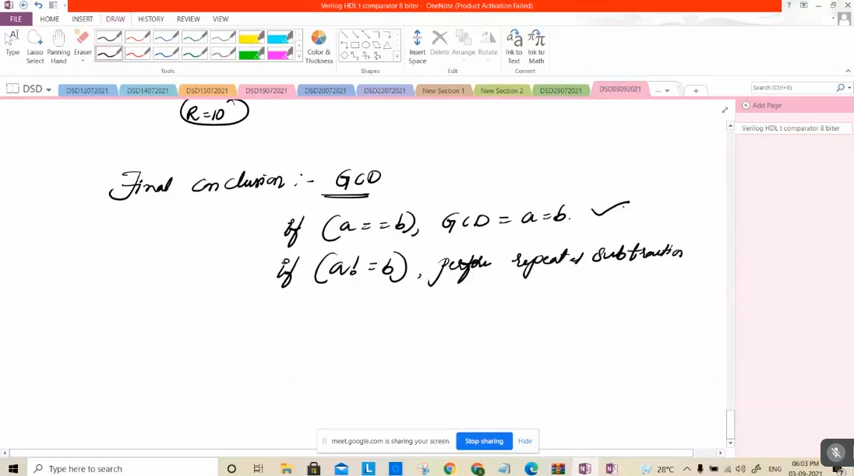 Verilog HDL t comparator 8 biter - OneNote (Product Activation Failed)
FILE HOME INSERT DRAW HISTORY REVIEW VIEW
Type Lasso Select Panning Hand Eraser Color & Thickness Insert Space Delete Arrange Rotate Ink to Text Ink to Math
Tools Shapes Edit Convert
DSD DSD12072021 DSD14072021 DSD15072021 DSD19072021 DSD20072021 DSD22072021 New Section 1 New Section 2 DSD29072021 DSD03092021 ... + Search (Ctrl+E)
Add Page
Verilog HDL t comparator 8 biter
R=10
Final conclusion :- GCD
if (a==b), GCD = a=b. ✓
if (a!=b), perform repeated subtraction
meet.google.com is sharing your screen. Stop sharing Hide
Type here to search
28°C ENG 06:03 PM
03-09-2021